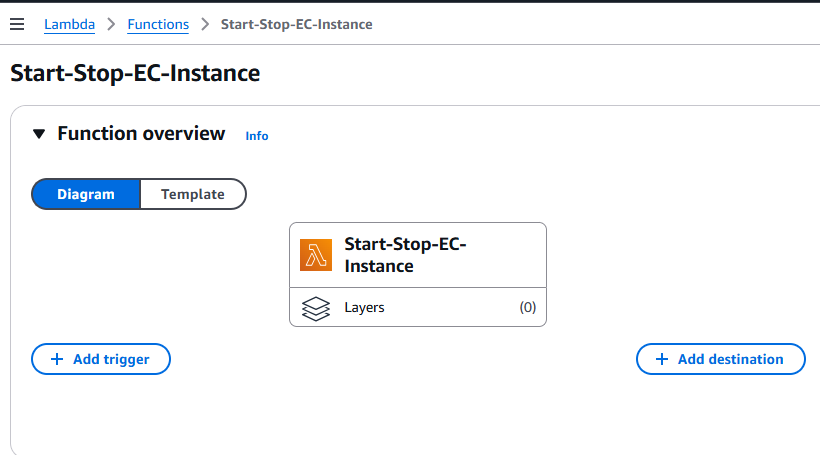 Lambda > Functions > Start-Stop-EC-Instance
Start-Stop-EC-Instance
Function overview Info
Diagram Template
Start-Stop-EC-
Instance
Layers (0)
+ Add trigger
+ Add destination